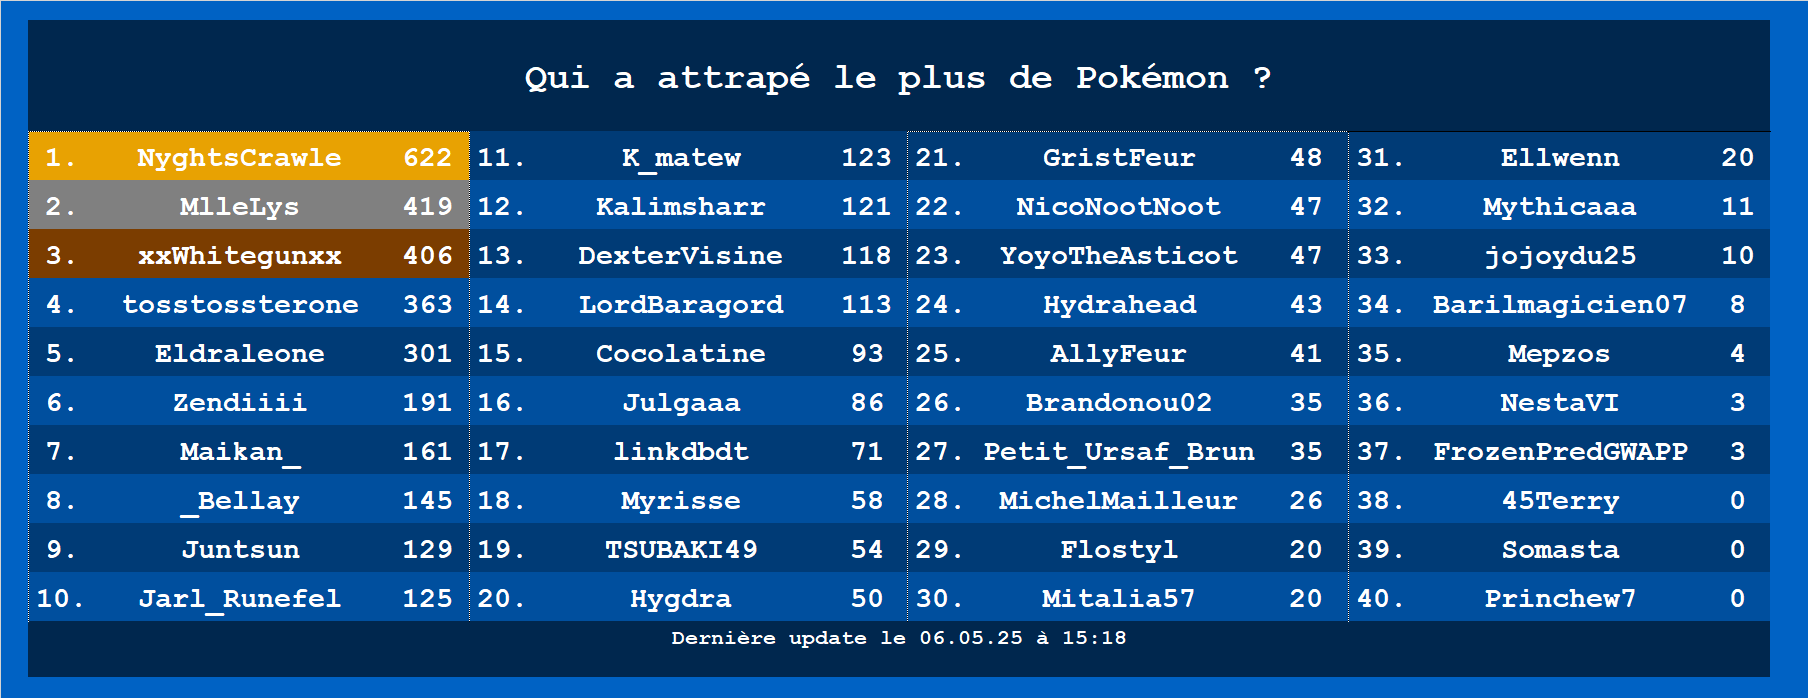 Qui a attrapé le plus de Pokémon ?
1. NyghtsCrawle 622
2. MlleLys 419
3. xxWhitegunxx 406
4. tosstossterone 363
5. Eldraleone 301
6. Zendiiii 191
7. Maikan_ 161
8. _Bellay 145
9. Juntsun 129
10. Jarl_Runefel 125
11. K_matew 123
12. Kalimsharr 121
13. DexterVisine 118
14. LordBaragord 113
15. Cocolatine 93
16. Julgaaa 86
17. linkdbdt 71
18. Myrisse 58
19. TSUBAKI49 54
20. Hygdra 50
21. GristFeur 48
22. NicoNootNoot 47
23. YoyoTheAsticot 47
24. Hydrahead 43
25. AllyFeur 41
26. Brandonou02 35
27. Petit_Ursaf_Brun 35
28. MichelMailleur 26
29. Flostyl 20
30. Mitalia57 20
31. Ellwenn 20
32. Mythicaaa 11
33. jojoydu25 10
34. Barilmagicien07 8
35. Mepzos 4
36. NestaVI 3
37. FrozenPredGWAPP 3
38. 45Terry 0
39. Somasta 0
40. Princhew7 0
Dernière update le 06.05.25 à 15:18